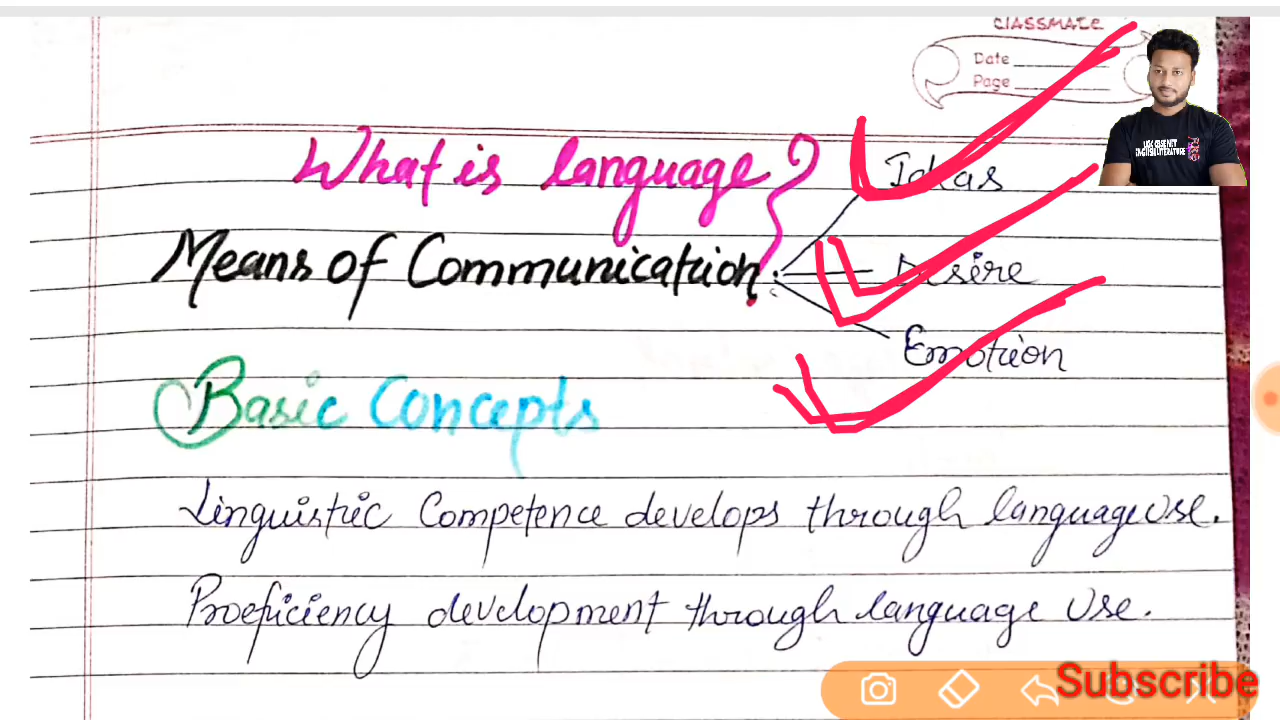 CLASSMATE
Date
Page
What is language?
Ideas
Means of Communication:
Desire
Emotion
Basic Concepts
Linguistic Competence develops through language use.
Proeficiency development through language Use.
Subscribe